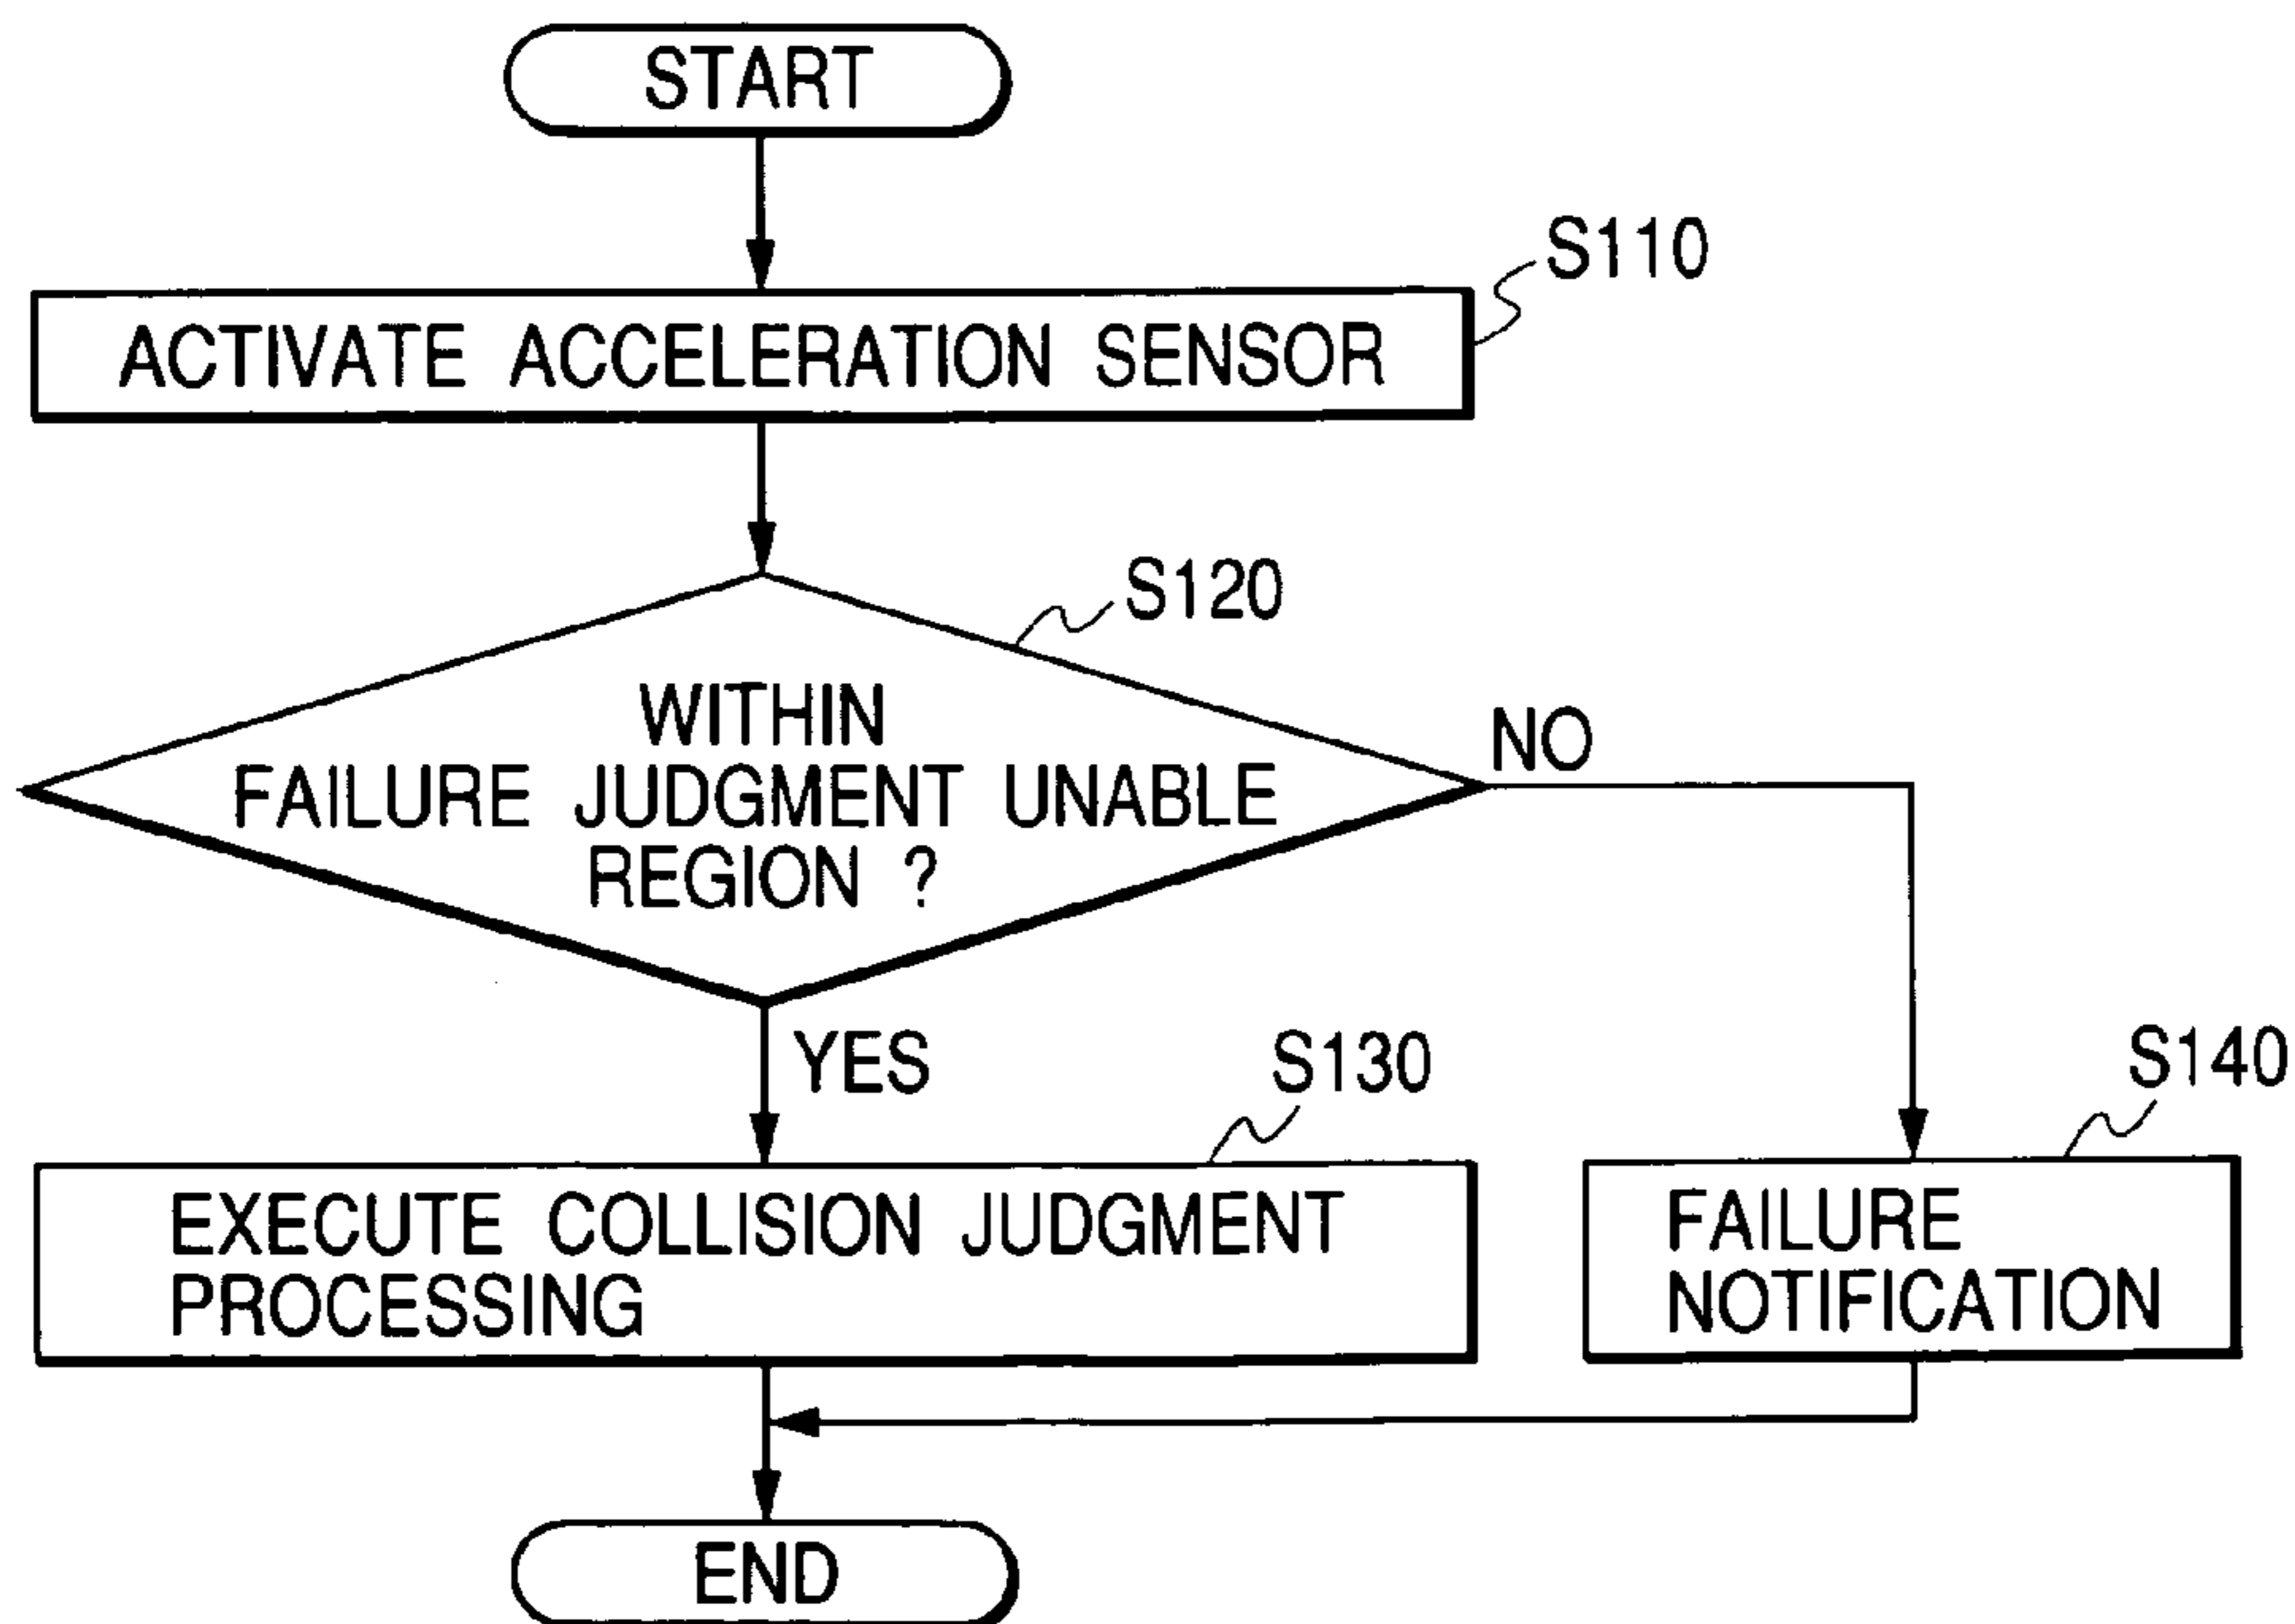 START
S110
ACTIVATE ACCELERATION SENSOR
S120
WITHIN
FAILURE JUDGMENT UNABLE
REGION ?
NO
YES
S130
S140
EXECUTE COLLISION JUDGMENT
PROCESSING
FAILURE
NOTIFICATION
END